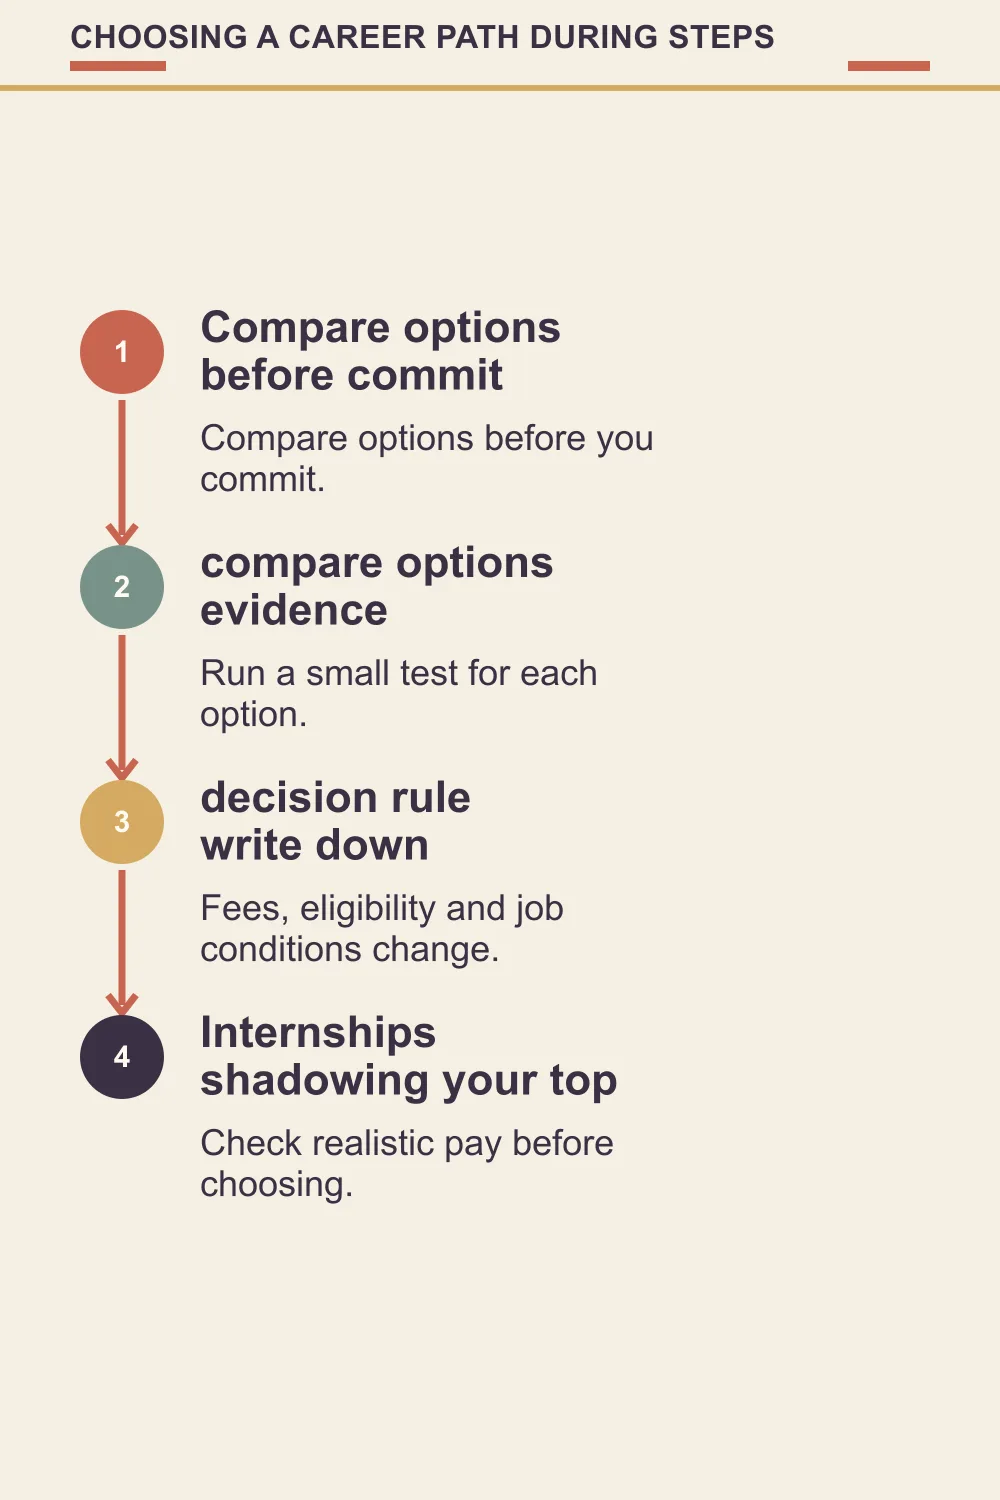 CHOOSING A CAREER PATH DURING STEPS
1
Compare options
before commit
Compare options before you
commit.
2
compare options
evidence
Run a small test for each
option.
3
decision rule
write down
Fees, eligibility and job
conditions change.
4
Internships
shadowing your top
Check realistic pay before
choosing.